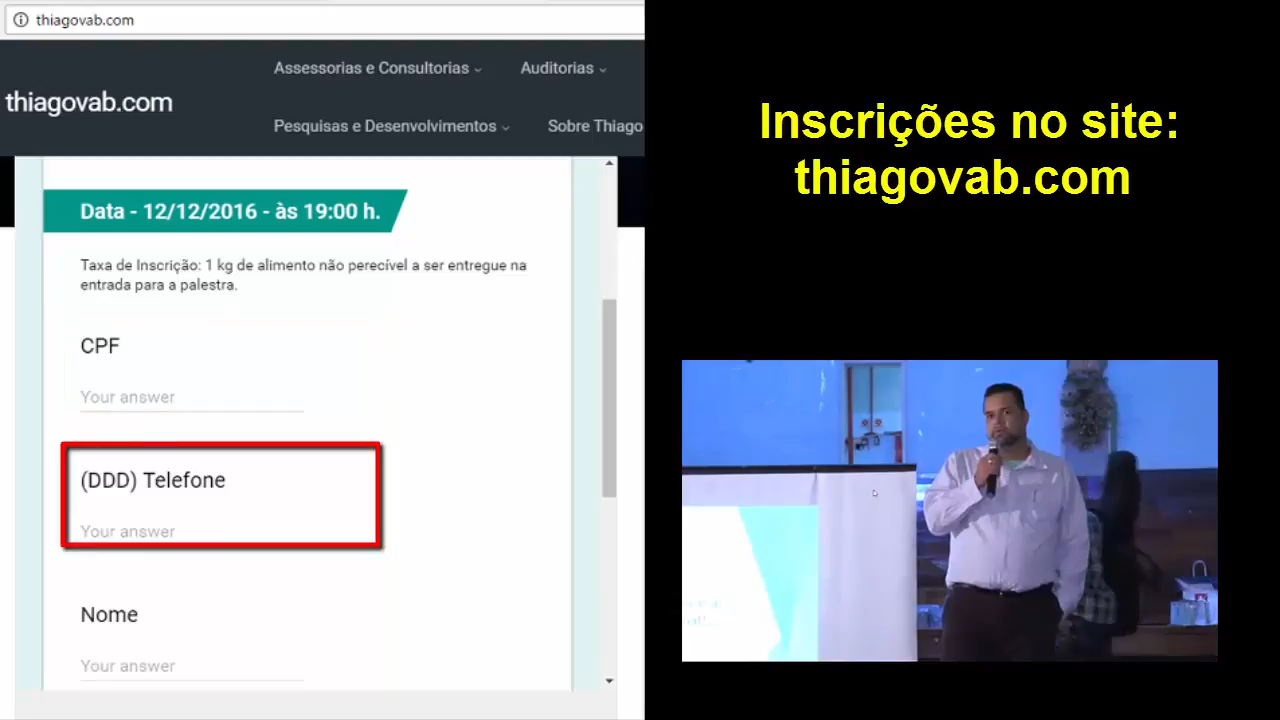 thiagovab.com
Assessorias e Consultorias
Auditorias
thiagovab.com
Pesquisas e Desenvolvimentos
Sobre Thiago
Data - 12/12/2016 - às 19:00 h.
Taxa de Inscrição: 1 kg de alimento não perecível a ser entregue na
entrada para a palestra.
CPF
Your answer
(DDD) Telefone
Your answer
Nome
Your answer
Inscrições no site:
thiagovab.com